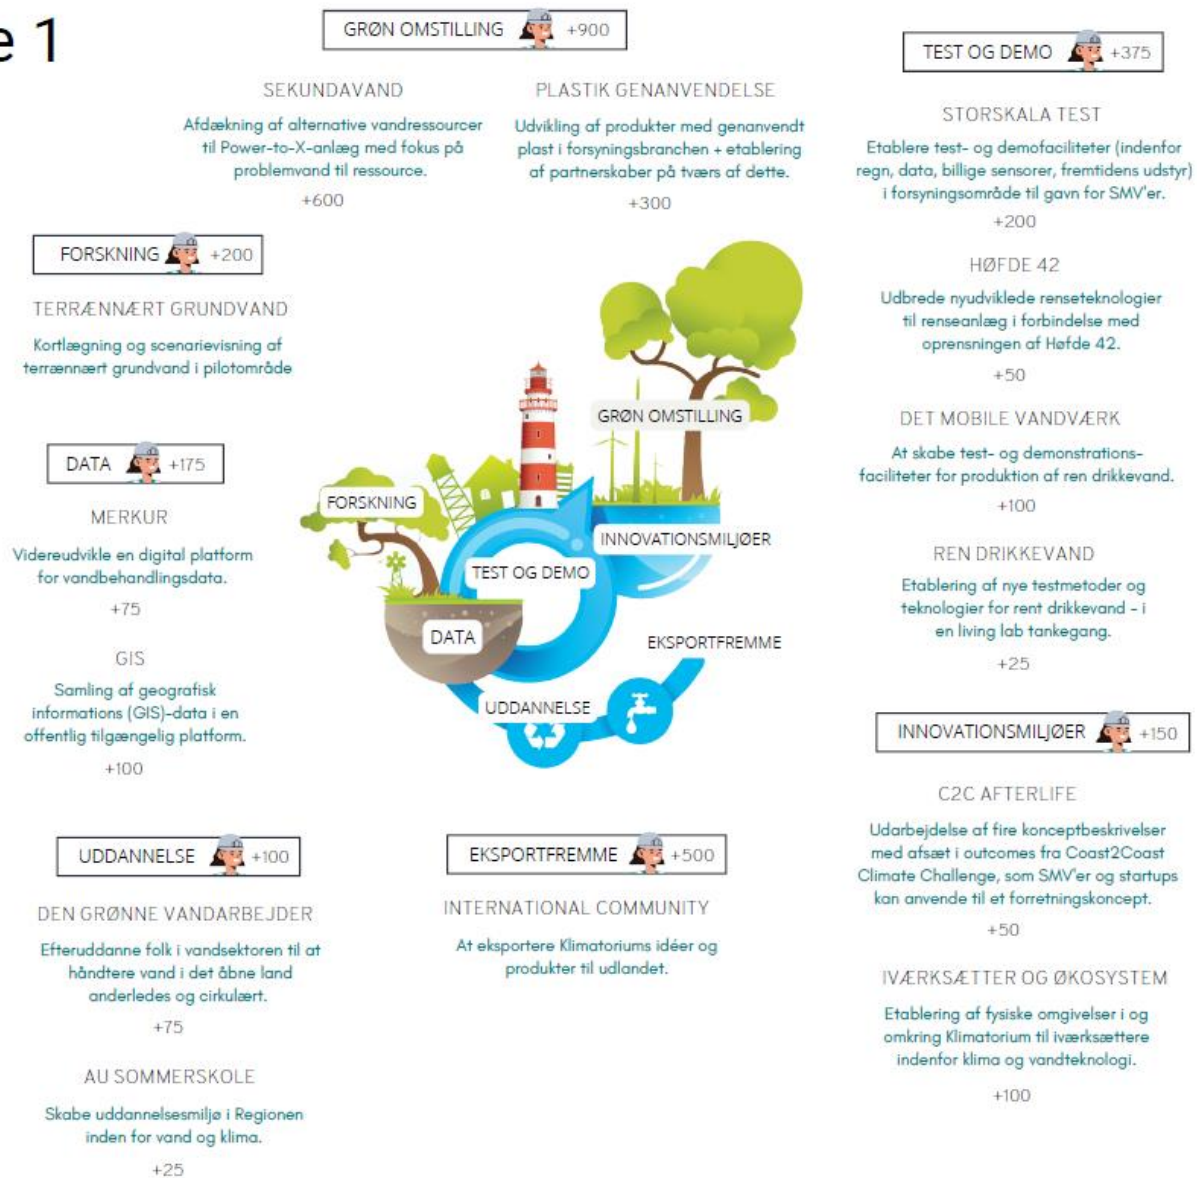 e 1
GRØN OMSTILLING +900
SEKUNDAVAND
Afdækning af alternative vandressourcer
til Power-to-X-anlæg med fokus på
problemvand til ressource.
+600
PLASTIK GENANVENDELSE
Udvikling af produkter med genanvendt
plast i forsyningsbranchen + etablering
af partnerskaber på tværs af dette.
+300
TEST OG DEMO +375
STORSKALA TEST
Etablere test- og demofaciliteter (indenfor
regn, data, billige sensorer, fremtidens udstyr)
i forsyningsområde til gavn for SMV'er.
+200
HØFDE 42
Udbrede nyudviklede renseteknologier
til renseanlæg i forbindelse med
oprensningen af Høfde 42.
+50
DET MOBILE VANDVÆRK
At skabe test- og demonstrations-
faciliteter for produktion af ren drikkevand.
+100
REN DRIKKEVAND
Etablering af nye testmetoder og
teknologier for rent drikkevand - i
en living lab tankegang.
+25
FORSKNING +200
TERRÆNNÆRT GRUNDVAND
Kortlægning og scenarievisning af
terrænnært grundvand i pilotområde
DATA +175
MERKUR
Videreudvikle en digital platform
for vandbehandlingsdata.
+75
GIS
Samling af geografisk
informations (GIS)-data i en
offentlig tilgængelig platform.
+100
GRØN OMSTILLING
FORSKNING
INNOVATIONSMILJØER
TEST OG DEMO
DATA
EKSPORTFREMME
UDDANNELSE
INNOVATIONSMILJØER +150
C2C AFTERLIFE
Udarbejdelse af fire konceptbeskrivelser
med afsæt i outcomes fra Coast2Coast
Climate Challenge, som SMV'er og startups
kan anvende til et forretningskoncept.
+50
IVÆRKSÆTTER OG ØKOSYSTEM
Etablering af fysiske omgivelser i og
omkring Klimatorium til iværksættere
indenfor klima og vandteknologi.
+100
UDDANNELSE +100
DEN GRØNNE VANDARBEJDER
Efteruddanne folk i vandsektoren til at
håndtere vand i det åbne land
anderledes og cirkulært.
+75
AU SOMMERSKOLE
Skabe uddannelsesmiljø i Regionen
inden for vand og klima.
+25
EKSPORTFREMME +500
INTERNATIONAL COMMUNITY
At eksportere Klimatoriums idéer og
produkter til udlandet.